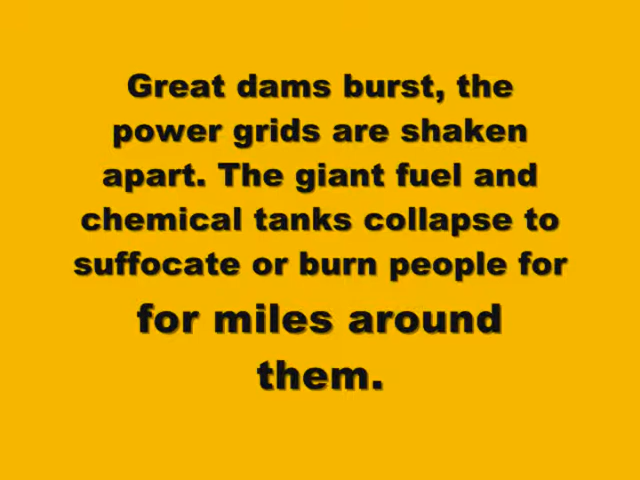 Great dams burst, the
power grids are shaken
apart. The giant fuel and
chemical tanks collapse to
suffocate or burn people for
for miles around
them.